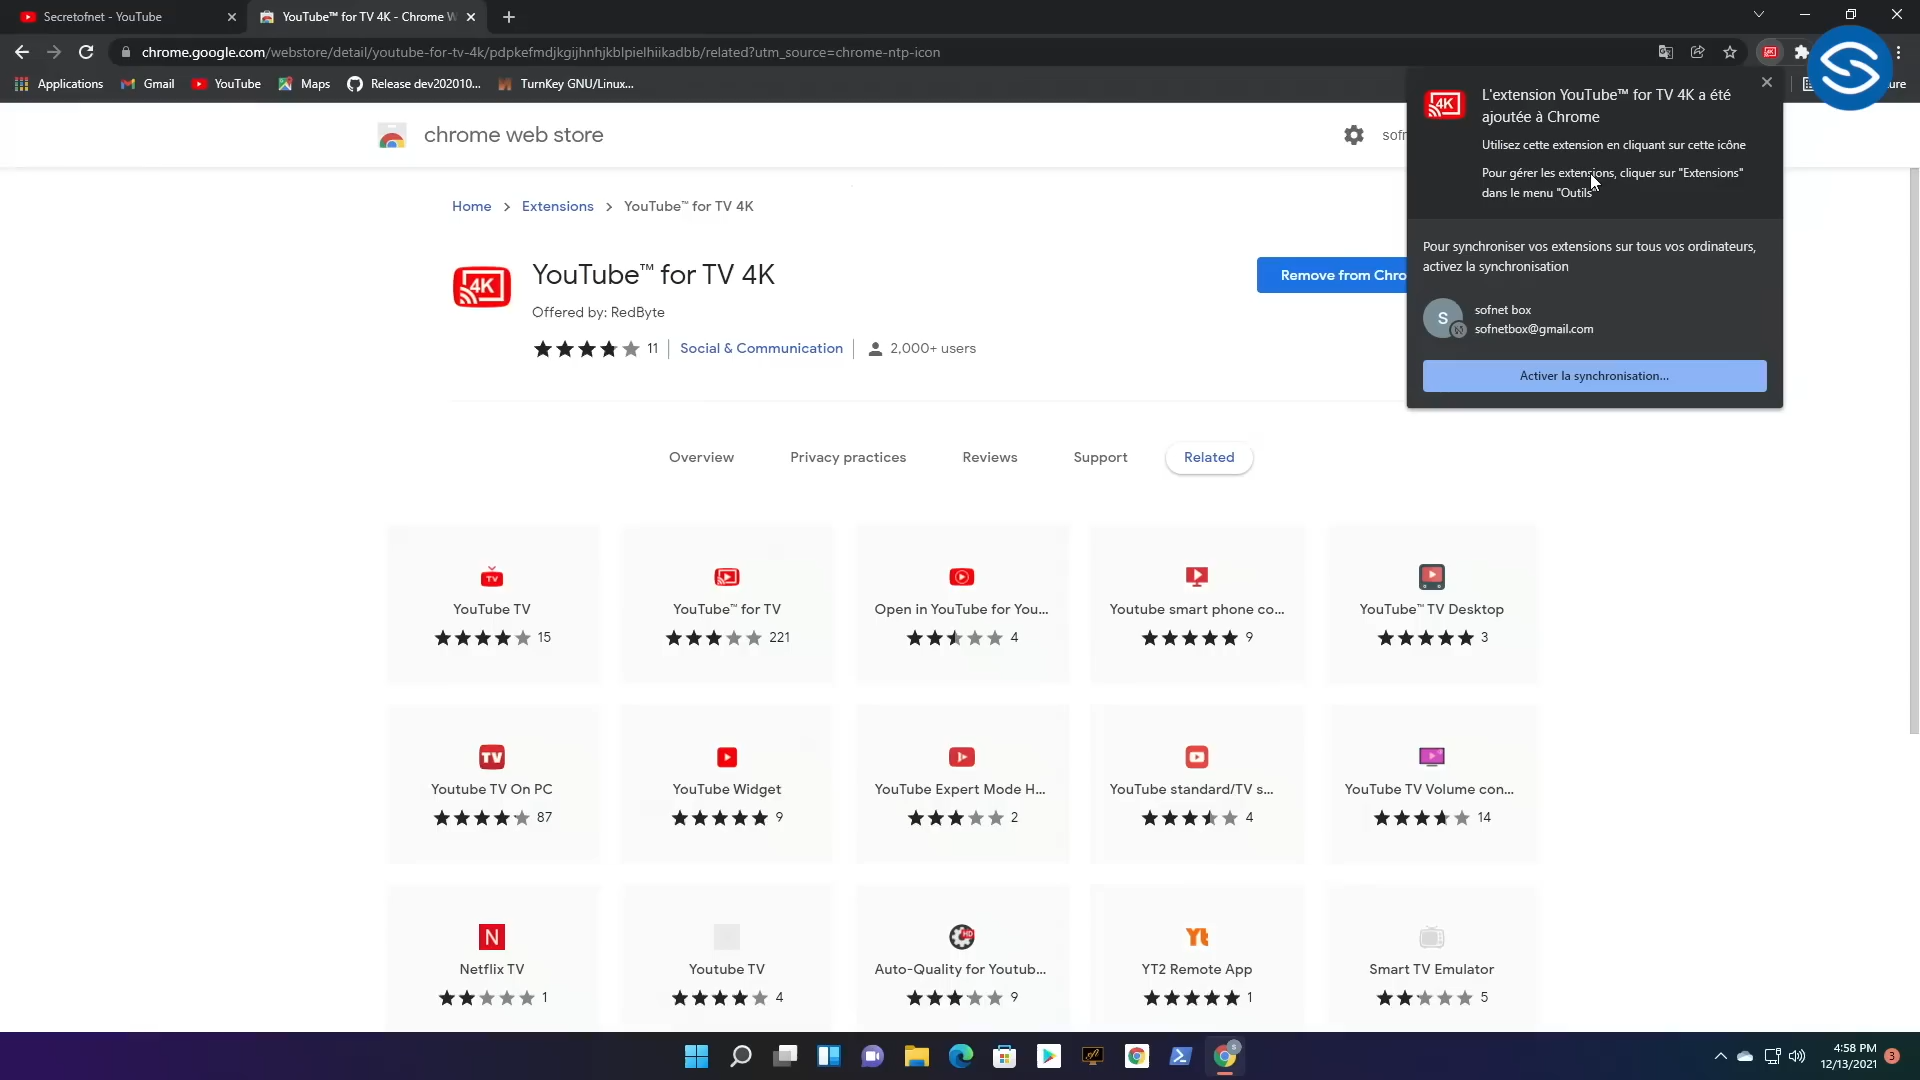 Secretofnet - YouTube
YouTube™ for TV 4K - Chrome W
chrome.google.com/webstore/detail/youtube-for-tv-4k/pdpkefmdjkgijhnhjkblpielhiikadbb/related?utm_source=chrome-ntp-icon
Applications
Gmail
YouTube
Maps
Release dev202010...
TurnKey GNU/Linux...
ure
4K
L'extension YouTube™ for TV 4K a été
ajoutée à Chrome
Utilisez cette extension en cliquant sur cette icône
Pour gérer les extensions, cliquer sur "Extensions"
dans le menu "Outils"
Pour synchroniser vos extensions sur tous vos ordinateurs,
activez la synchronisation
S
sofnet box
sofnetbox@gmail.com
Activer la synchronisation...
chrome web store
sofr
Home > Extensions > YouTube™ for TV 4K
4K
YouTube™ for TV 4K
Remove from Chro
Offered by: RedByte
11
Social & Communication
2,000+ users
Overview
Privacy practices
Reviews
Support
Related
TV
YouTube TV
15
YouTube™ for TV
221
Open in YouTube for You...
4
Youtube smart phone co...
9
YouTube™ TV Desktop
3
TV
Youtube TV On PC
87
YouTube Widget
9
YouTube Expert Mode H...
2
YouTube standard/TV s...
4
YouTube TV Volume con...
14
N
Netflix TV
1
Youtube TV
4
HD
Auto-Quality for Youtub...
9
Yt
YT2 Remote App
1
Smart TV Emulator
5
4:58 PM
12/13/2021
3